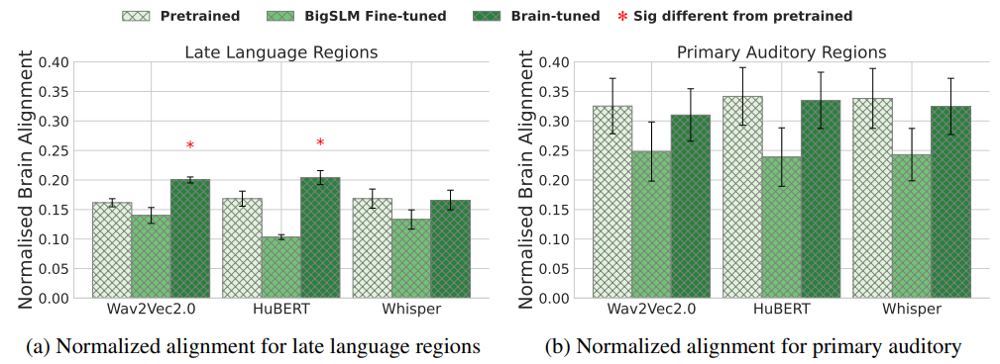 Pretrained BigSLM Fine-tuned Brain-tuned * Sig different from pretrained
Late Language Regions
Normalised Brain Alignment
0.40
0.35
0.30
0.25
0.20
0.15
0.10
0.05
0.00
*
*
Wav2Vec2.0 HuBERT Whisper
(a) Normalized alignment for late language regions
Primary Auditory Regions
Normalised Brain Alignment
0.40
0.35
0.30
0.25
0.20
0.15
0.10
0.05
0.00
Wav2Vec2.0 HuBERT Whisper
(b) Normalized alignment for primary auditory